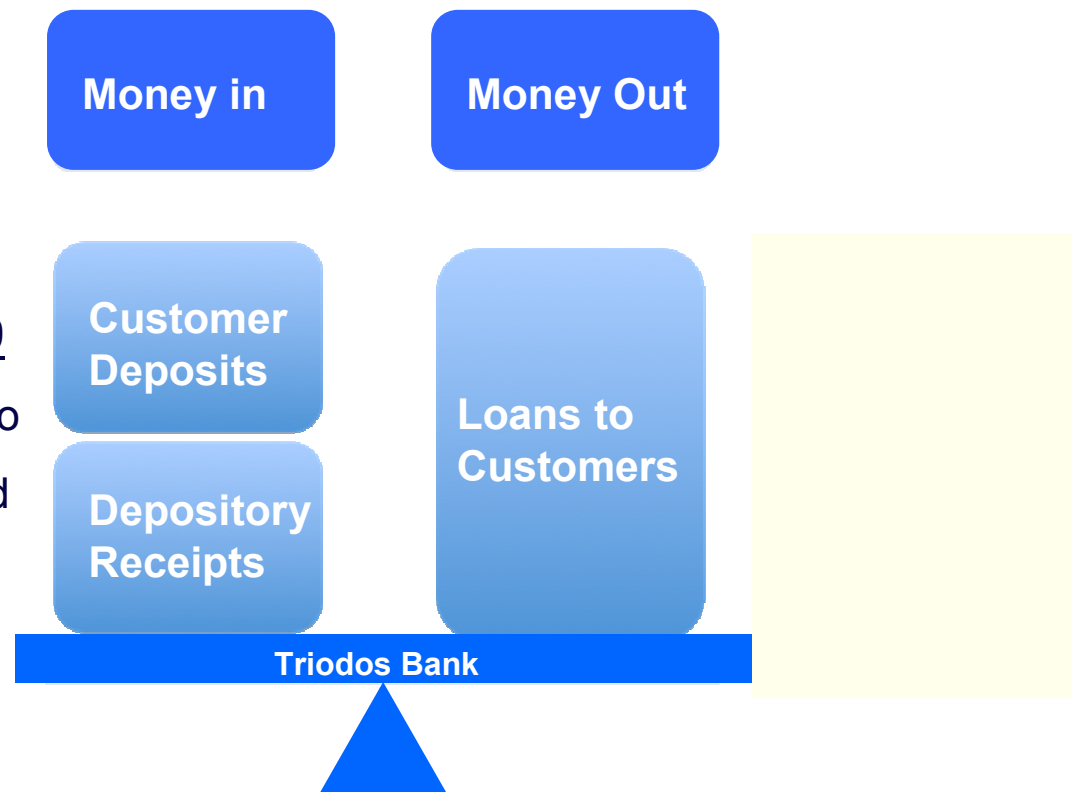 Money in
Money Out
Customer
Deposits
Depository
Receipts
Loans to
Customers
Triodos Bank